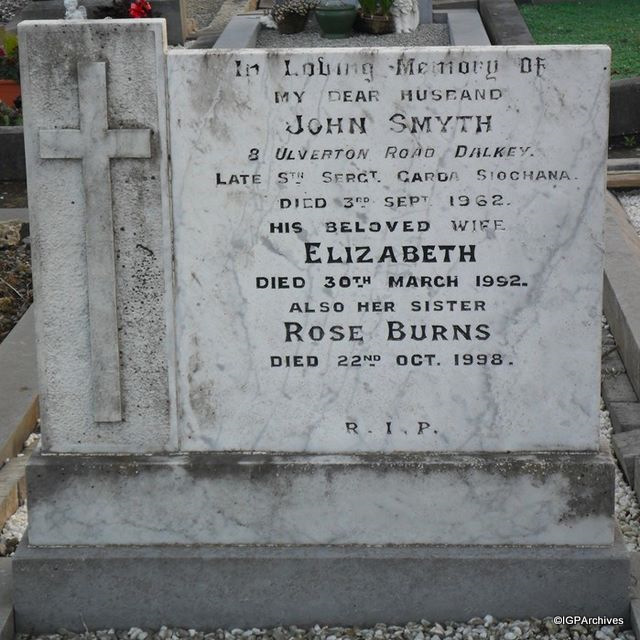 In Loving Memory Of
MY DEAR HUSBAND
JOHN SMYTH
8 ULVERTON ROAD DALKEY.
LATE STN SERGT. GARDA SIOCHANA.
DIED 3RD SEPT. 1962.
HIS BELOVED WIFE
ELIZABETH
DIED 30TH MARCH 1992.
ALSO HER SISTER
ROSE BURNS
DIED 22ND OCT. 1998.
R. I. P.
©IGPArchives